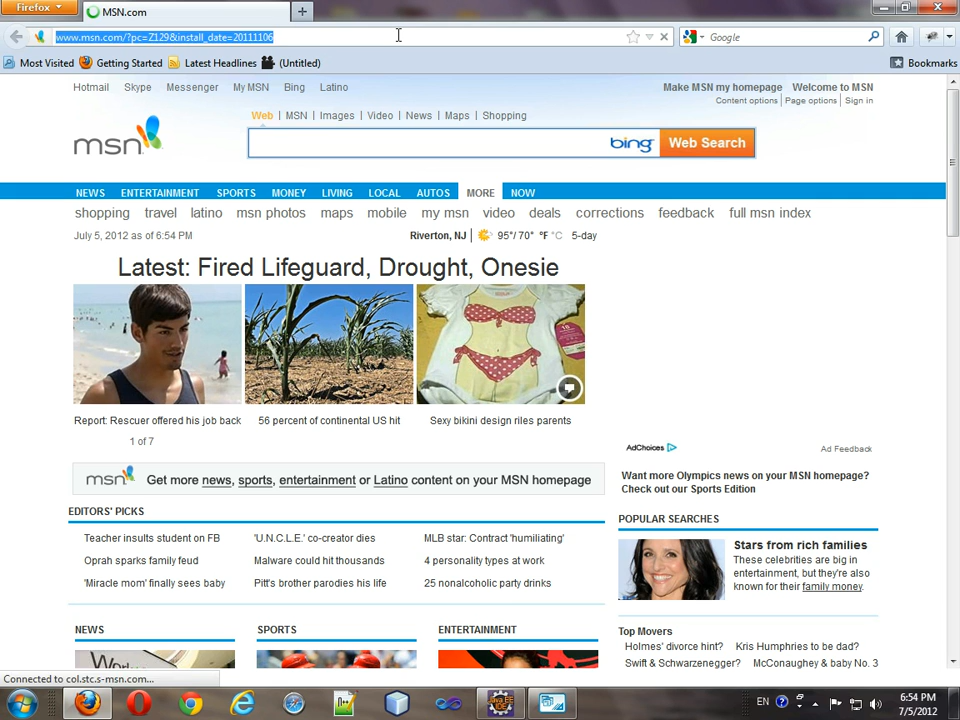 Firefox
MSN.com
www.msn.com/?pc=Z129&install_date=20111106
Google
Most Visited
Getting Started
Latest Headlines
(Untitled)
Bookmarks
Hotmail Skype Messenger My MSN Bing Latino
Make MSN my homepage Welcome to MSN
Content options | Page options | Sign in
Web | MSN | Images | Video | News | Maps | Shopping
msn
bing Web Search
NEWS ENTERTAINMENT SPORTS MONEY LIVING LOCAL AUTOS MORE NOW
shopping travel latino msn photos maps mobile my msn video deals corrections feedback full msn index
July 5, 2012 as of 6:54 PM
Riverton, NJ | 95°/ 70° °F °C 5-day
Latest: Fired Lifeguard, Drought, Onesie
Report: Rescuer offered his job back
56 percent of continental US hit
18
Sexy bikini design riles parents
1 of 7
AdChoices
Ad Feedback
msn Get more news, sports, entertainment or Latino content on your MSN homepage
Want more Olympics news on your MSN homepage?
Check out our Sports Edition
EDITORS' PICKS
Teacher insults student on FB
Oprah sparks family feud
'Miracle mom' finally sees baby
'U.N.C.L.E.' co-creator dies
Malware could hit thousands
Pitt's brother parodies his life
MLB star: Contract 'humiliating'
4 personality types at work
25 nonalcoholic party drinks
POPULAR SEARCHES
Stars from rich families
These celebrities are big in
entertainment, but they're also
known for their family money.
Top Movers
Holmes' divorce hint? Kris Humphries to be dad?
Swift & Schwarzenegger? McConaughey & baby No. 3
NEWS
SPORTS
ENTERTAINMENT
Connected to col.stc.s-msn.com...
Java EE
IDE
EN
6:54 PM
7/5/2012